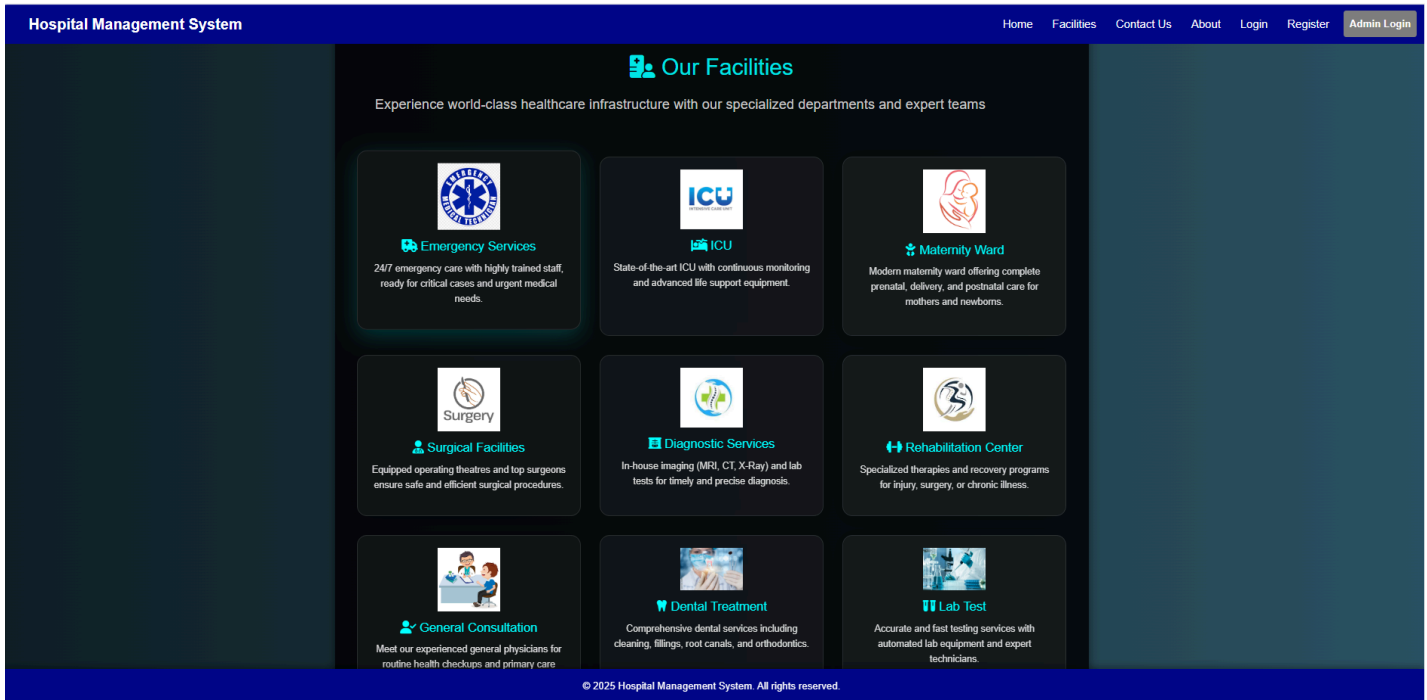 Hospital Management System
Home Facilities Contact Us About Login Register Admin Login
Our Facilities
Experience world-class healthcare infrastructure with our specialized departments and expert teams
EMERGENCY
MEDICAL TECHNICIAN
Emergency Services
24/7 emergency care with highly trained staff,
ready for critical cases and urgent medical
needs.
ICU
INTENSIVE CARE UNIT
ICU
State-of-the-art ICU with continuous monitoring
and advanced life support equipment.
Maternity Ward
Modern maternity ward offering complete
prenatal, delivery, and postnatal care for
mothers and newborns.
Surgery
Surgical Facilities
Equipped operating theatres and top surgeons
ensure safe and efficient surgical procedures.
Diagnostic Services
In-house imaging (MRI, CT, X-Ray) and lab
tests for timely and precise diagnosis.
Rehabilitation Center
Specialized therapies and recovery programs
for injury, surgery, or chronic illness.
General Consultation
Meet our experienced general physicians for
routine health checkups and primary care
Dental Treatment
Comprehensive dental services including
cleaning, fillings, root canals, and orthodontics.
Lab Test
Accurate and fast testing services with
automated lab equipment and expert
technicians.
© 2025 Hospital Management System. All rights reserved.